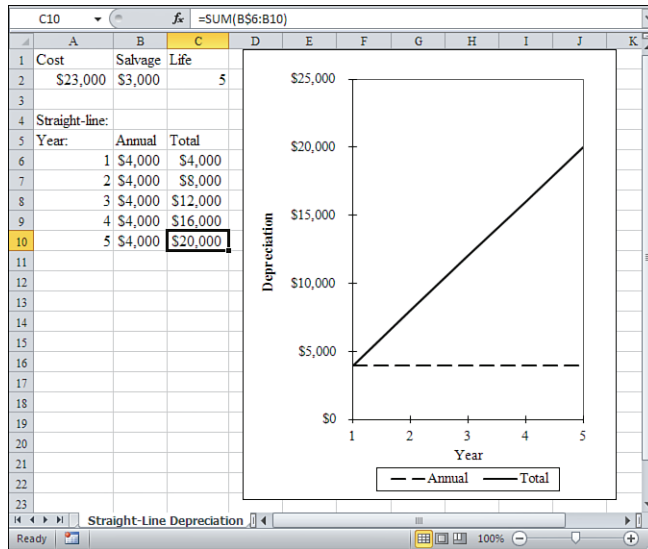 C10 fx =SUM(B$6:B10)
A B C D E F G H I J K
1 Cost Salvage Life
2 $23,000 $3,000 5
3
4 Straight-line:
5 Year: Annual Total
6 1 $4,000 $4,000
7 2 $4,000 $8,000
8 3 $4,000 $12,000
9 4 $4,000 $16,000
10 5 $4,000 $20,000
11
12
13
14
15
16
17
18
19
20
21
22
23
$25,000
$20,000
$15,000
$10,000
$5,000
$0
Depreciation
1 2 3 4 5
Year
Annual Total
Straight-Line Depreciation
Ready 100%